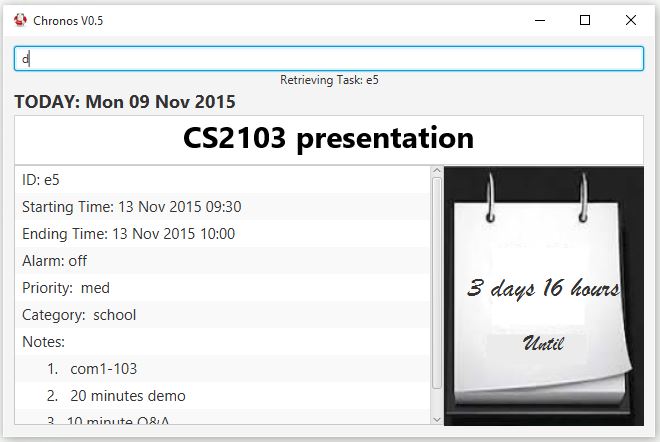 Chronos V0.5
d
Retrieving Task: e5
TODAY: Mon 09 Nov 2015
CS2103 presentation
ID: e5
Starting Time: 13 Nov 2015 09:30
Ending Time: 13 Nov 2015 10:00
Alarm: off
Priority:  med
Category:  school
Notes:
1.   com1-103
2.   20 minutes demo
3   10 minute Q&A
3 days 16 hours
Until